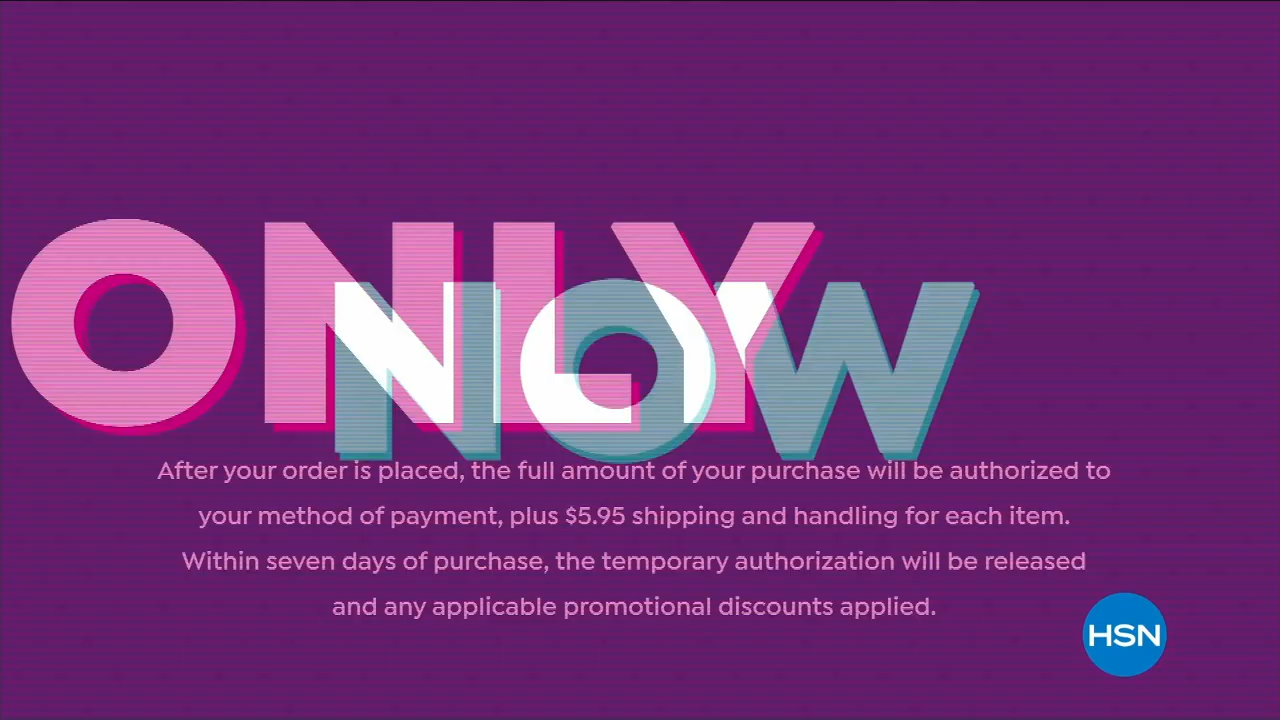 ONLY
NOW
After your order is placed, the full amount of your purchase will be authorized to
your method of payment, plus $5.95 shipping and handling for each item.
Within seven days of purchase, the temporary authorization will be released
and any applicable promotional discounts applied.
HSN